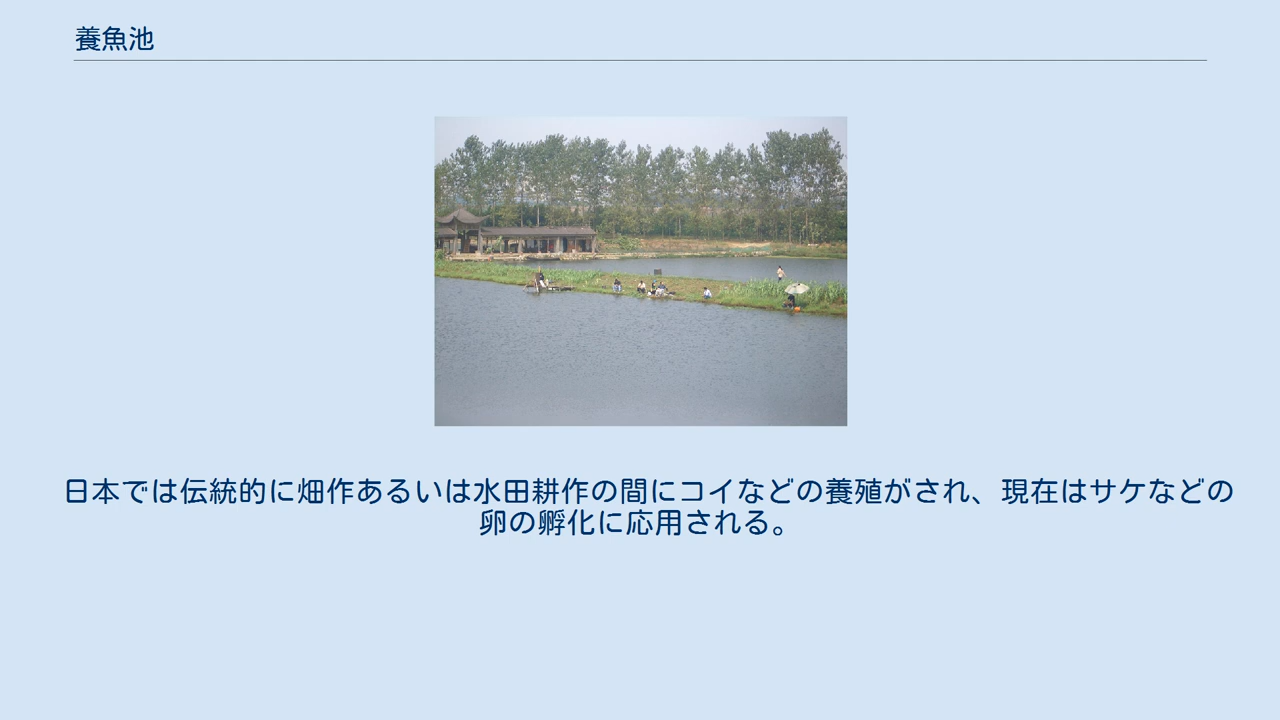 養魚池
日本では伝統的に畑作あるいは水田耕作の間にコイなどの養殖がされ、現在はサケなどの
卵の孵化に応用される。